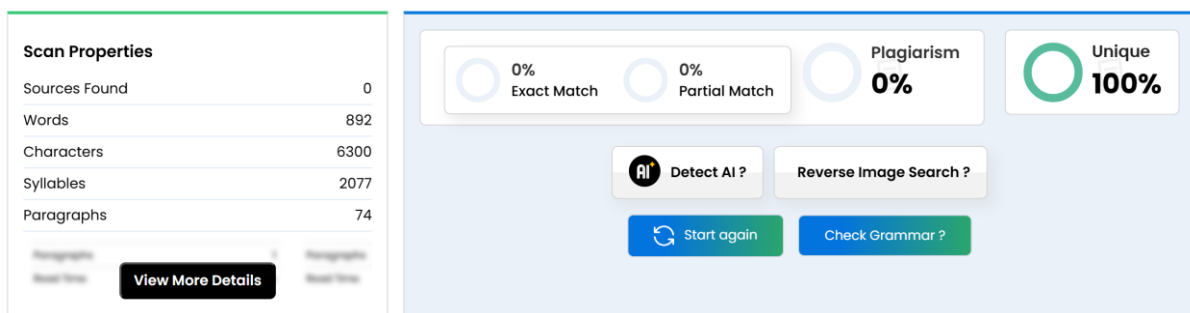 Scan Properties
Sources Found 0
Words 892
Characters 6300
Syllables 2077
Paragraphs 74
View More Details
0%
Exact Match
0%
Partial Match
Plagiarism
0%
Unique
100%
AI Detect AI ?
Reverse Image Search ?
Start again
Check Grammar ?